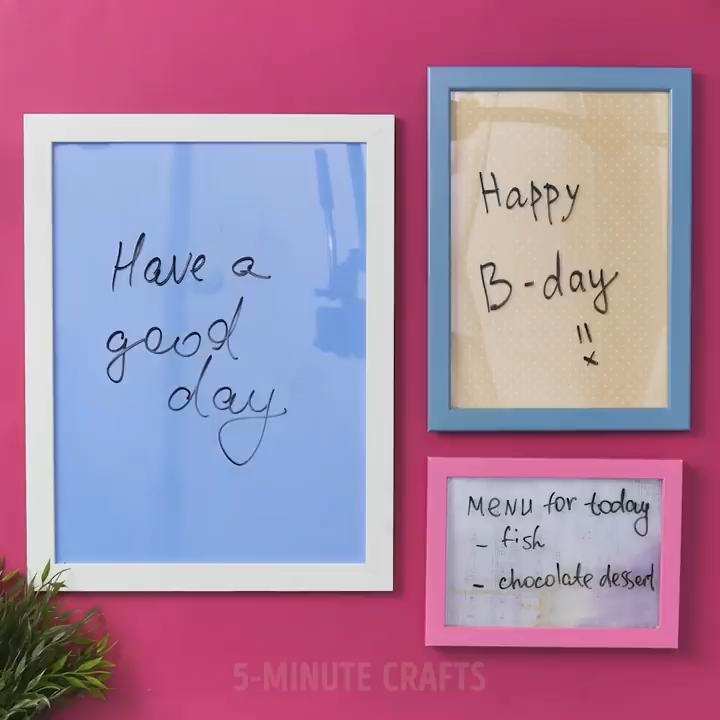 Have a
good
day
Happy
B-day
MENU for today
- fish
- chocolate dessert
5-MINUTE CRAFTS